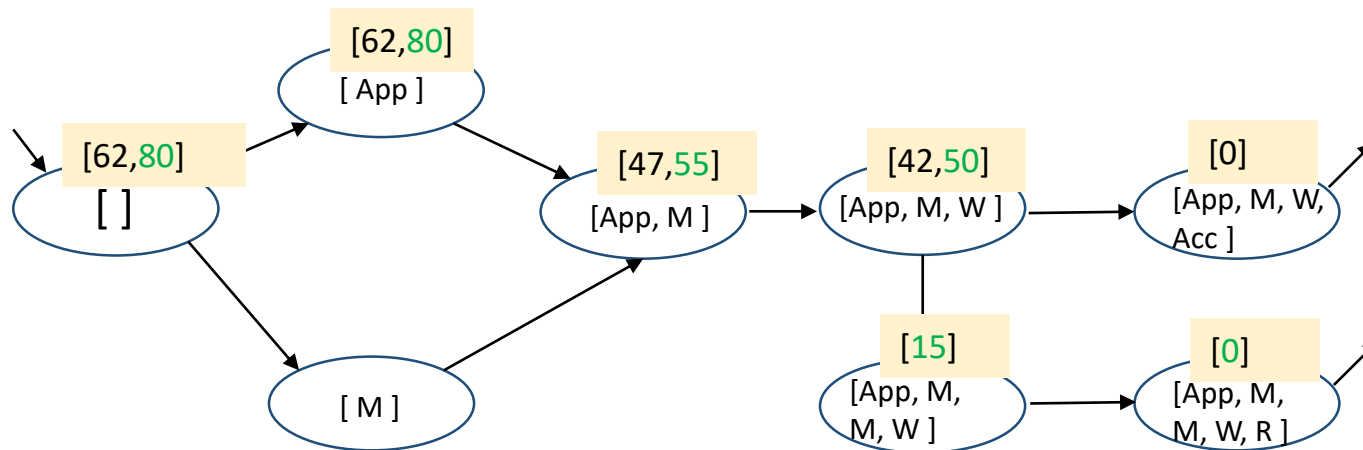 [62,80]
[ App ]
[62,80]
[ ]
[47,55]
[App, M ]
[42,50]
[App, M, W ]
[0]
[App, M, W,
Acc ]
[ M ]
[15]
[App, M,
M, W ]
[0]
[App, M,
M, W, R ]